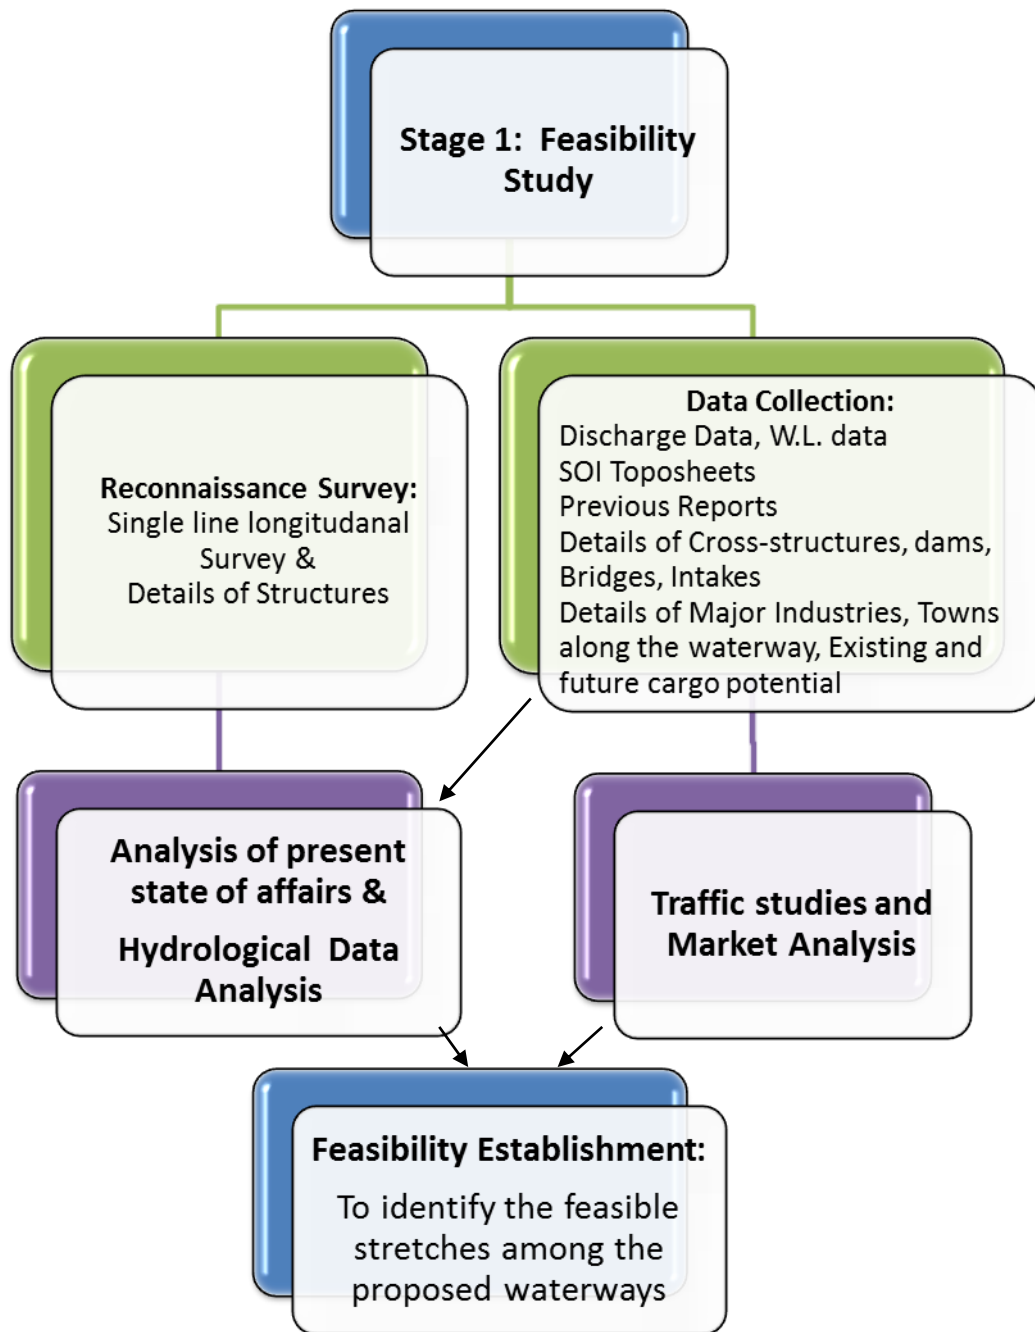 Stage 1:  Feasibility
Study
Reconnaissance Survey:
Single line longitudanal
Survey &
Details of Structures
Data Collection:
Discharge Data, W.L. data
SOI Toposheets
Previous Reports
Details of Cross-structures, dams,
Bridges, Intakes
Details of Major Industries, Towns
along the waterway, Existing and
future cargo potential
Analysis of present
state of affairs &
Hydrological  Data
Analysis
Traffic studies and
Market Analysis
Feasibility Establishment:
To identify the feasible
stretches among the
proposed waterways